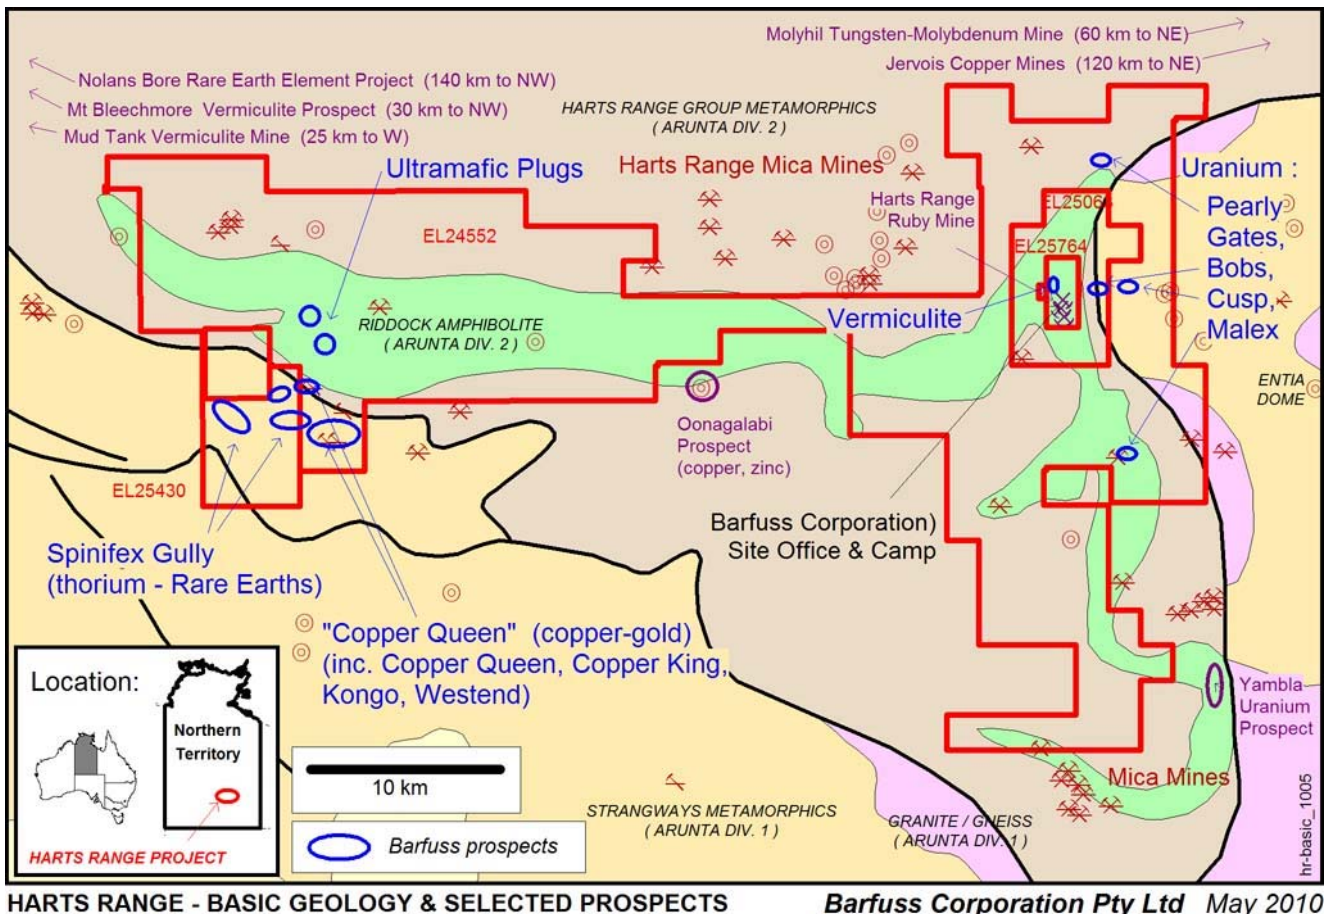 Molyhil Tungsten-Molybdenum Mine (60 km to NE)
Jervois Copper Mines (120 km to NE)
Nolans Bore Rare Earth Element Project (140 km to NW)
Mt Bleechmore Vermiculite Prospect (30 km to NW)
Mud Tank Vermiculite Mine (25 km to W)
HARTS RANGE GROUP METAMORPHICS
( ARUNTA DIV. 2 )
Ultramafic Plugs
Harts Range Mica Mines
Harts Range
Ruby Mine
Uranium :
Pearly
Gates,
Bobs,
Cusp,
Malex
EL24552
EL2506
EL25764
RIDDOCK AMPHIBOLITE
( ARUNTA DIV. 2 )
Vermiculite
ENTIA
DOME
Oonagalabi
Prospect
(copper, zinc)
EL25430
Barfuss Corporation)
Site Office & Camp
Spinifex Gully
(thorium - Rare Earths)
"Copper Queen" (copper-gold)
(inc. Copper Queen, Copper King,
Kongo, Westend)
Location:
Northern
Territory
HARTS RANGE PROJECT
10 km
Barfuss prospects
STRANGWAYS METAMORPHICS
( ARUNTA DIV. 1 )
GRANITE / GNEISS
( ARUNTA DIV. 1 )
Mica Mines
Yambla
Uranium
Prospect
hr-basic_1005
HARTS RANGE - BASIC GEOLOGY & SELECTED PROSPECTS
Barfuss Corporation Pty Ltd May 2010